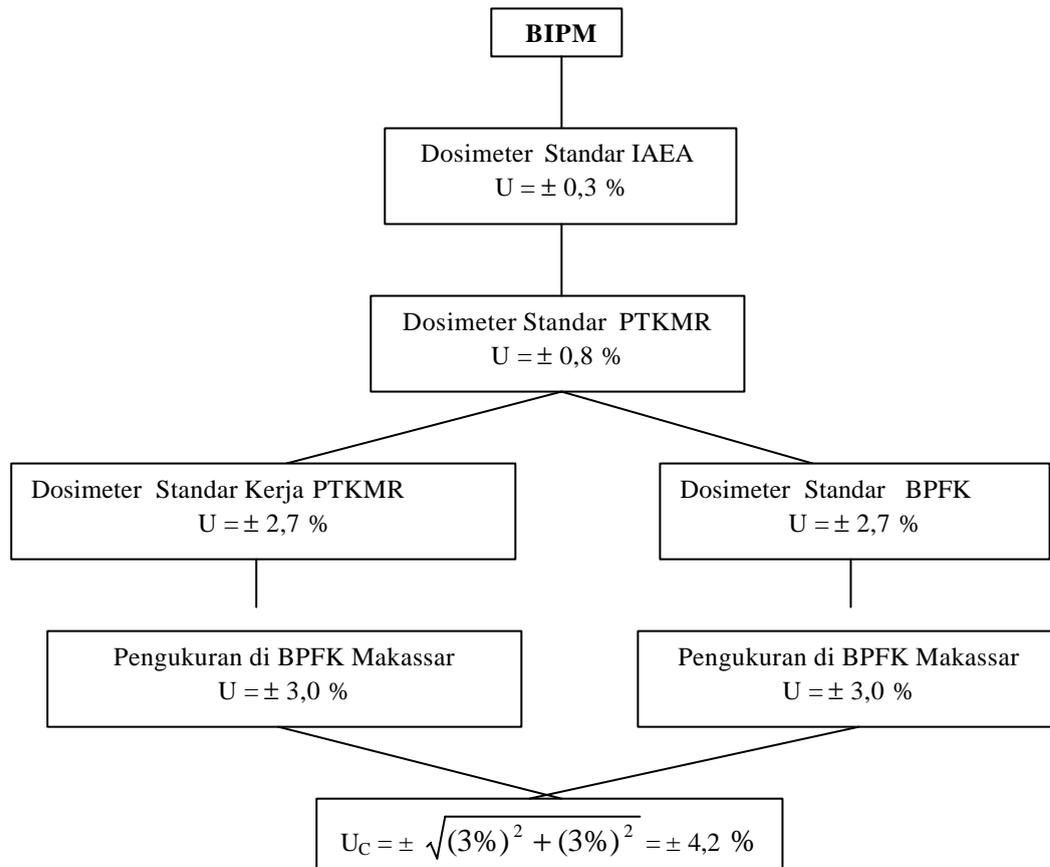 BIPM
Dosimeter Standar IAEA
U = ± 0,3 %
Dosimeter Standar PTKMR
U = ± 0,8 %
Dosimeter Standar Kerja PTKMR
U = ± 2,7 %
Dosimeter Standar BPFK
U = ± 2,7 %
Pengukuran di BPFK Makassar
U = ± 3,0 %
Pengukuran di BPFK Makassar
U = ± 3,0 %
U_C = ± √((3%)² + (3%)²) = ± 4,2 %